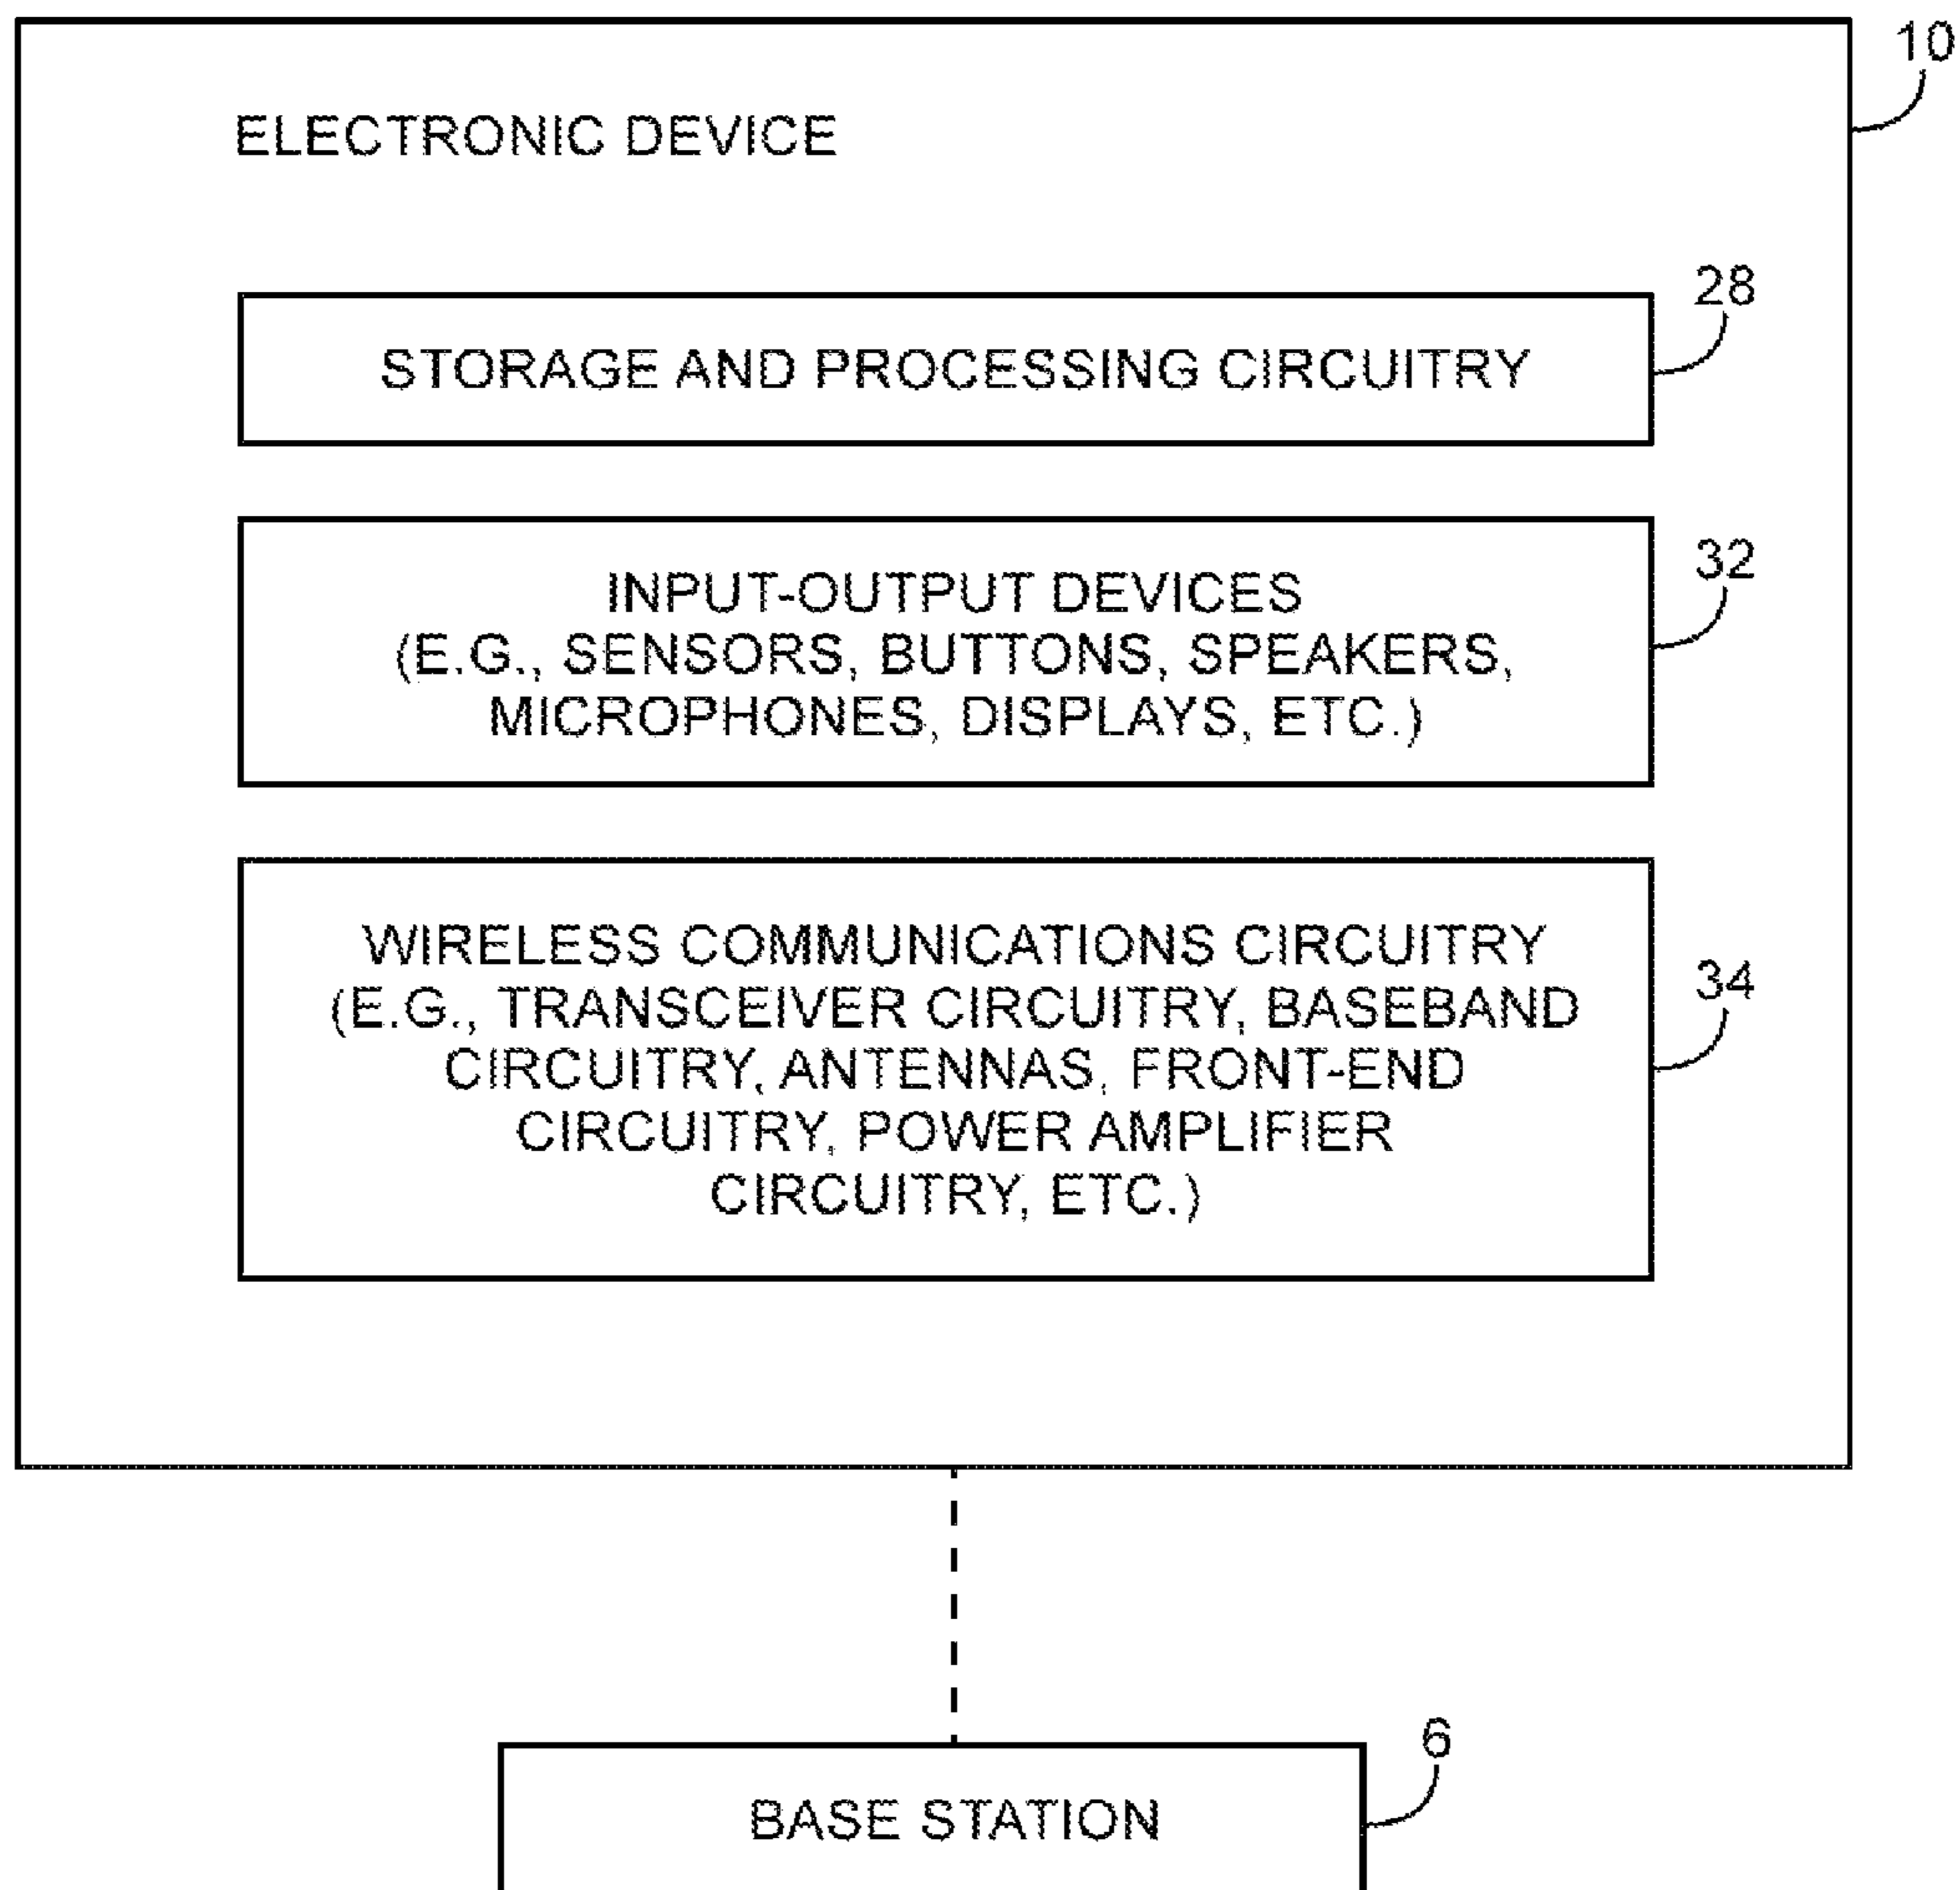 10
ELECTRONIC DEVICE
28
STORAGE AND PROCESSING CIRCUITRY
32
INPUT-OUTPUT DEVICES
(E.G., SENSORS, BUTTONS, SPEAKERS,
MICROPHONES, DISPLAYS, ETC.)
WIRELESS COMMUNICATIONS CIRCUITRY
34
(E.G., TRANSCEIVER CIRCUITRY, BASEBAND
CIRCUITRY, ANTENNAS, FRONT-END
CIRCUITRY, POWER AMPLIFIER
CIRCUITRY, ETC.)
6
BASE STATION